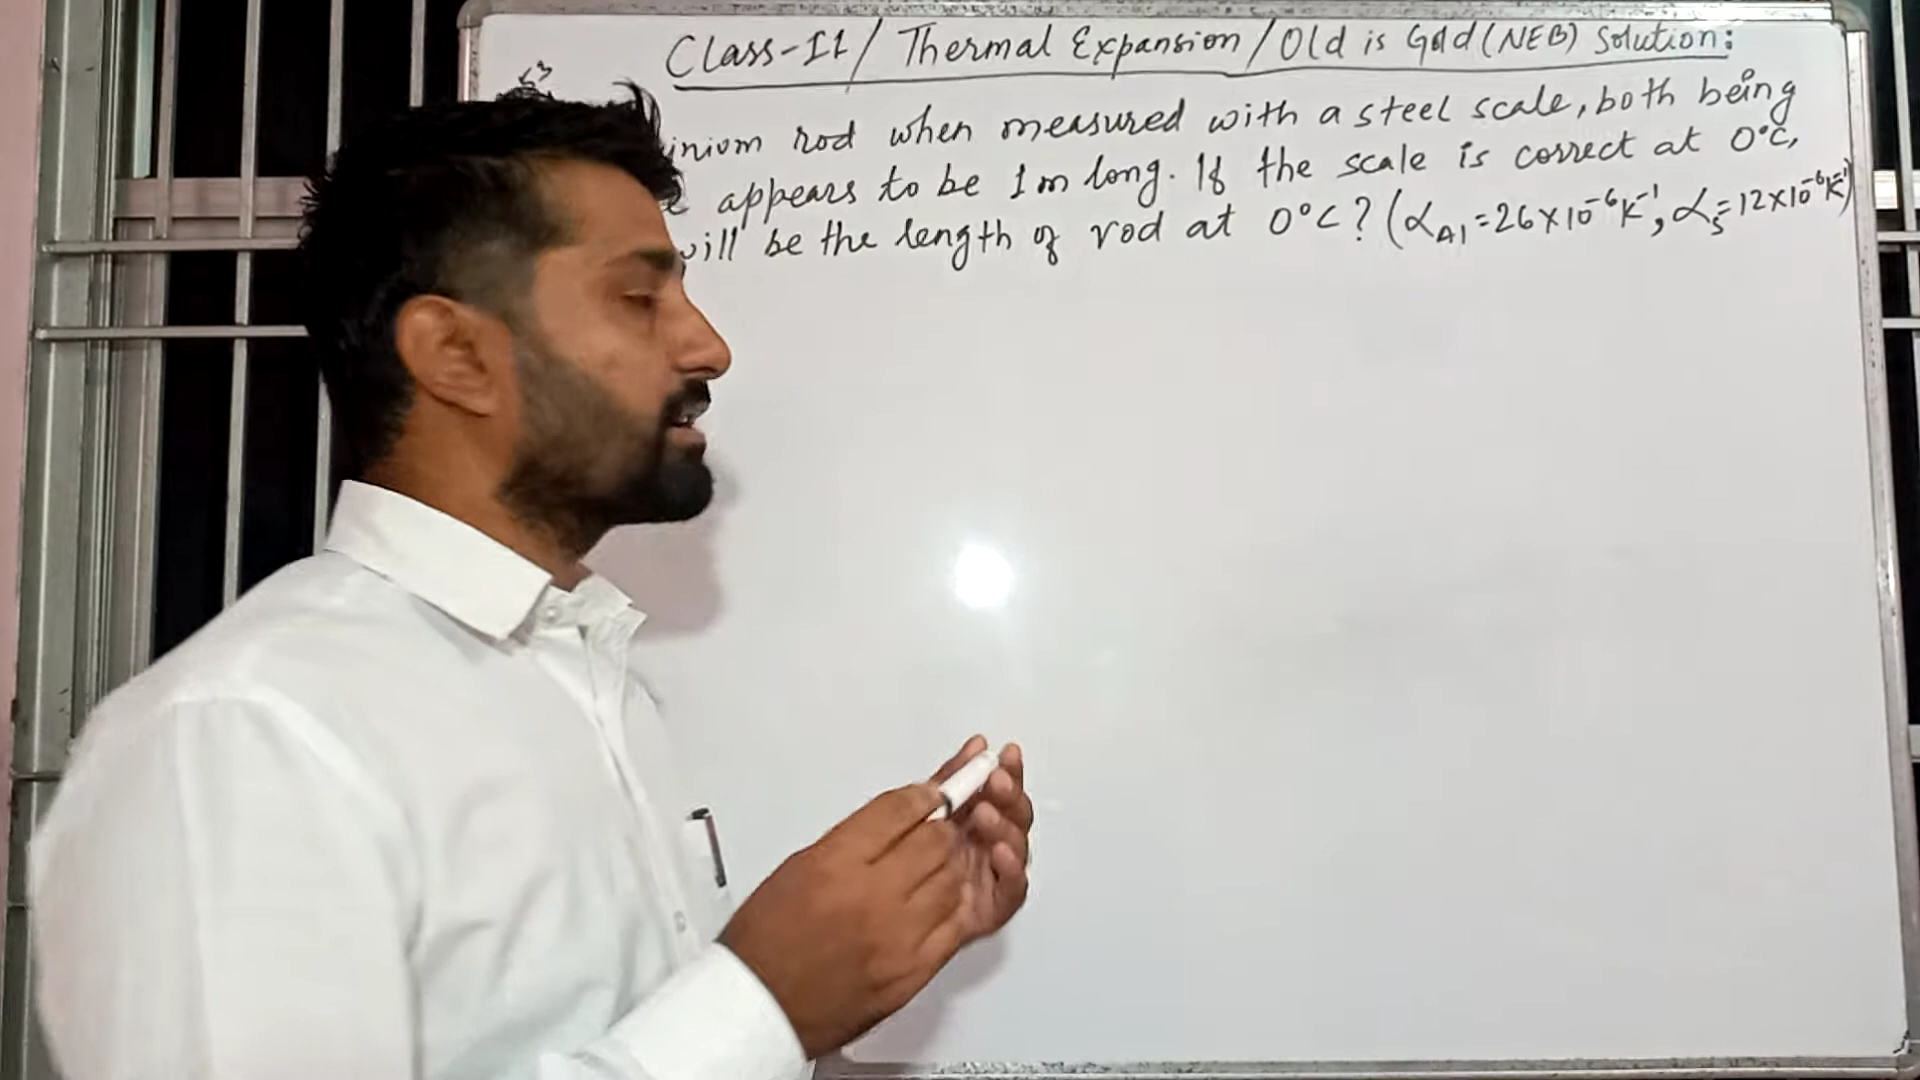 Class-11/ Thermal Expansion/Old is Gold(NEB) Solution:
rod when measured with a steel scale, both being
appears to be 1m long. If the scale is correct at 0°C,
will be the length of rod at 0°C? (αAl=26×10⁻⁶K⁻¹, αs=12×10⁻⁶K⁻¹)